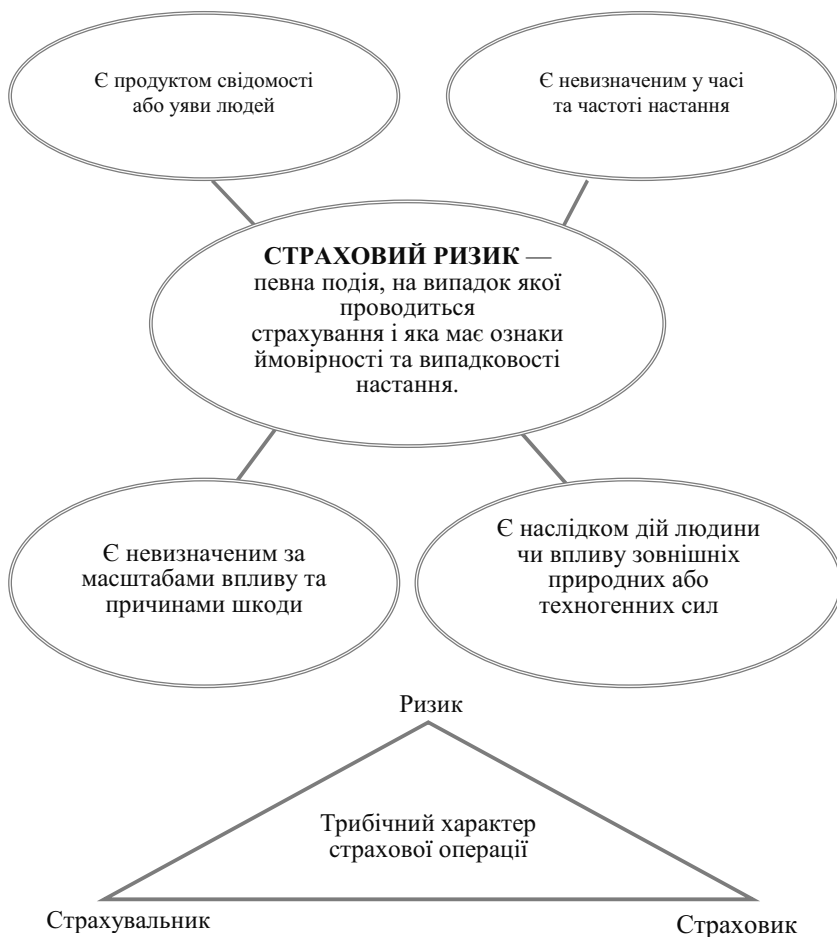 Є продуктом свідомості
або уяви людей
Є невизначеним у часі
та частоті настання
СТРАХОВИЙ РИЗИК —
певна подія, на випадок якої
проводиться
страхування і яка має ознаки
ймовірності та випадковості
настання.
Є невизначеним за
масштабами впливу та
причинами шкоди
Є наслідком дій людини
чи впливу зовнішніх
природних або
техногенних сил
Ризик
Трибічний характер
страхової операції
Страхувальник
Страховик